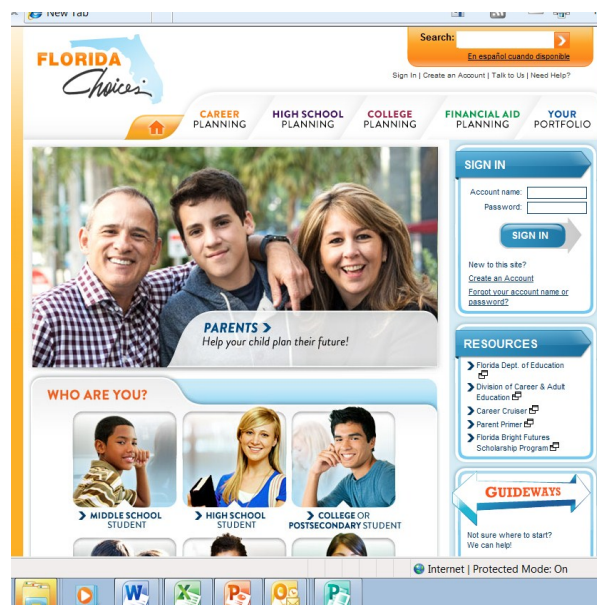 New Tab
FLORIDA
Choices
Search:
En español cuando disponible
Sign In | Create an Account | Talk to Us | Need Help?
CAREER
PLANNING
HIGH SCHOOL
PLANNING
COLLEGE
PLANNING
FINANCIAL AID
PLANNING
YOUR
PORTFOLIO
PARENTS >
Help your child plan their future!
SIGN IN
Account name:
Password:
SIGN IN
New to this site?
Create an Account
Forgot your account name or
password?
RESOURCES
Florida Dept. of Education
Division of Career & Adult
Education
Career Cruiser
Parent Primer
Florida Bright Futures
Scholarship Program
GUIDEWAYS
Not sure where to start?
We can help!
WHO ARE YOU?
> MIDDLE SCHOOL
STUDENT
> HIGH SCHOOL
STUDENT
> COLLEGE OR
POSTSECONDARY STUDENT
Internet | Protected Mode: On